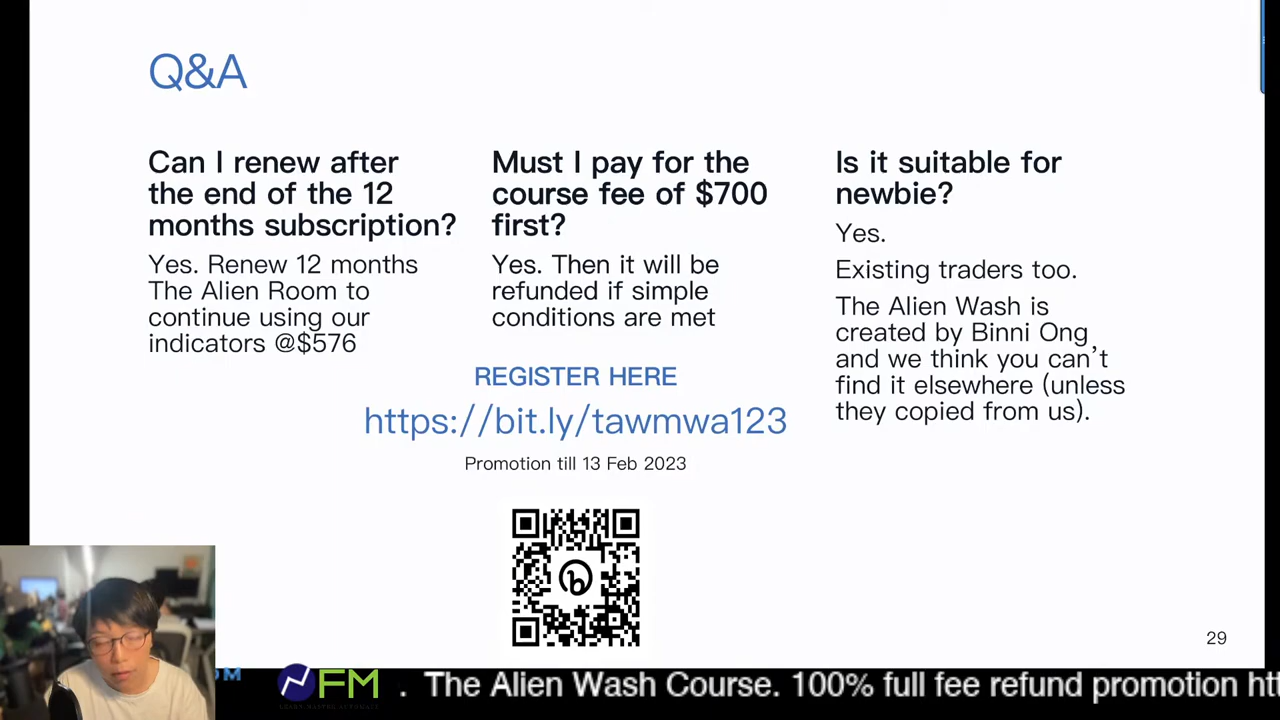 Q&A
Can I renew after
the end of the 12
months subscription?
Yes. Renew 12 months
The Alien Room to
continue using our
indicators @$576
Must I pay for the
course fee of $700
first?
Yes. Then it will be
refunded if simple
conditions are met
Is it suitable for
newbie?
Yes.
Existing traders too.
The Alien Wash is
created by Binni Ong
and we think you can't
find it elsewhere (unless
they copied from us).
REGISTER HERE
https://bit.ly/tawmwa123
Promotion till 13 Feb 2023
29
FM
. The Alien Wash Course. 100% full fee refund promotion htt